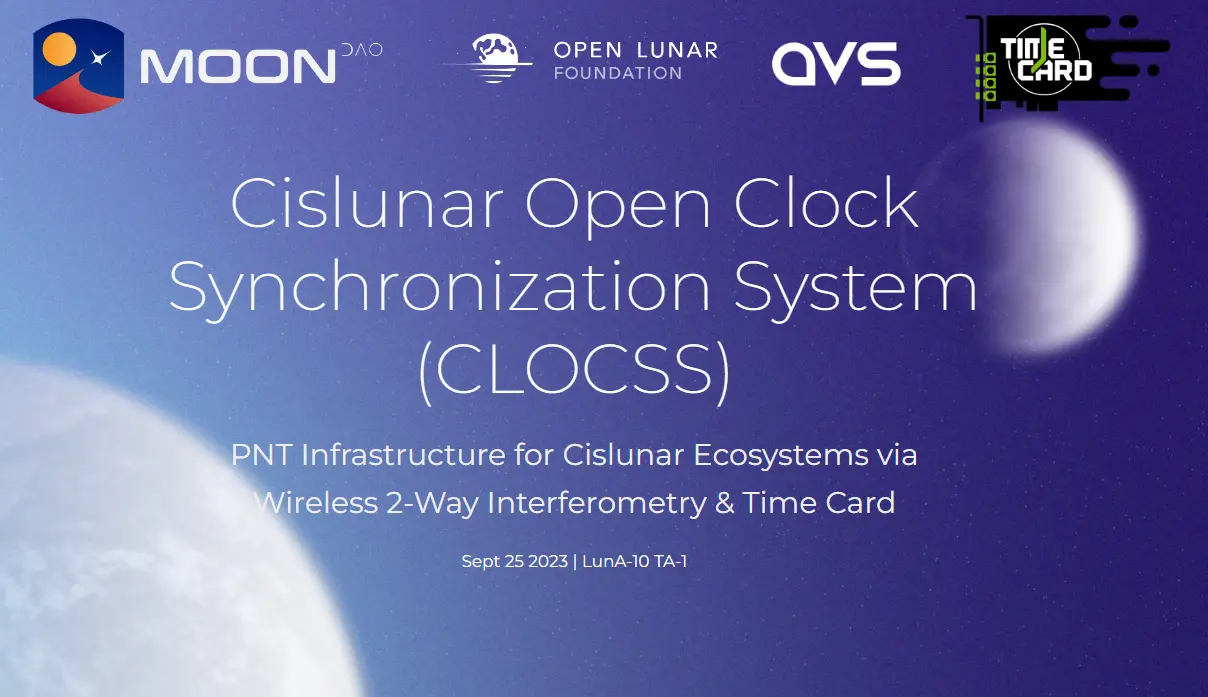 MOON DAO
OPEN LUNAR
FOUNDATION
AVS
TIME
CARD
Cislunar Open Clock
Synchronization System
(CLOCSS)
PNT Infrastructure for Cislunar Ecosystems via
Wireless 2-Way Interferometry & Time Card
Sept 25 2023 | LunA-10 TA-1